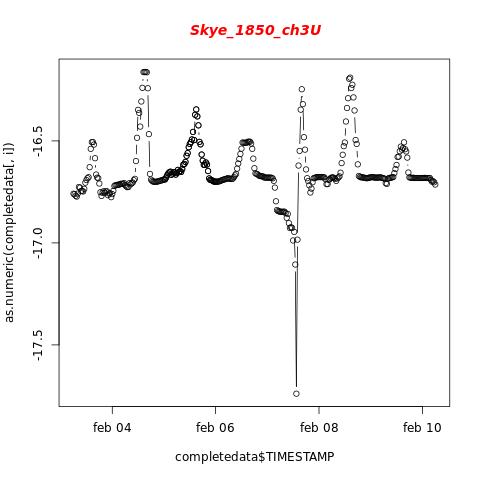 Skye_1850_ch3U
as.numeric(completedata[, i])
-16.5
-17.0
-17.5
feb 04
feb 06
feb 08
feb 10
completedata$TIMESTAMP